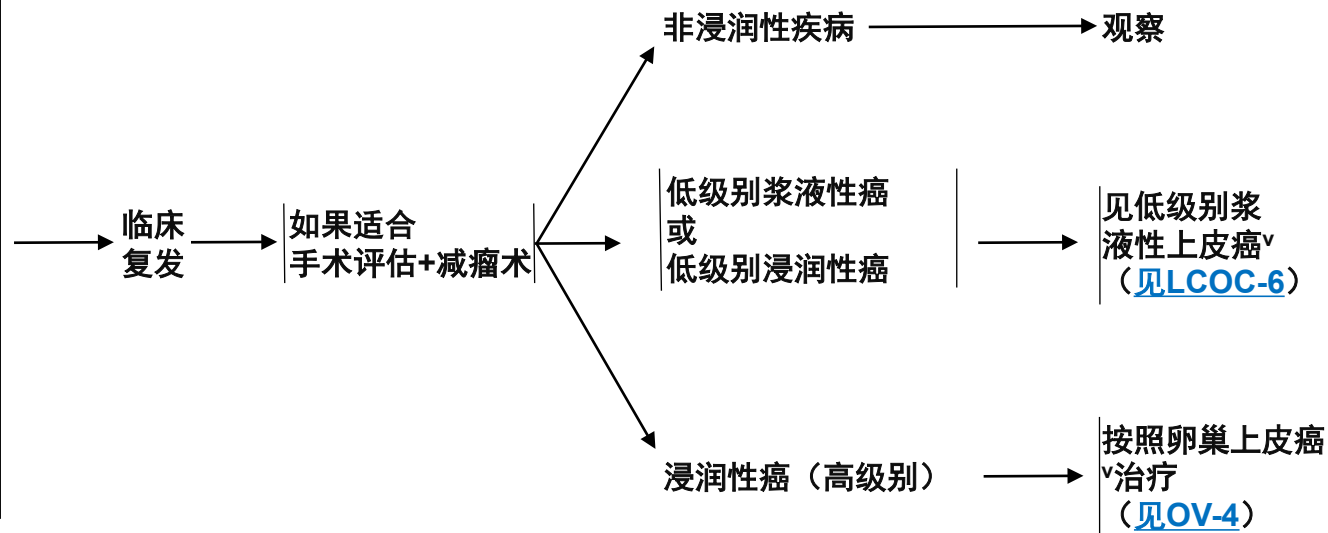 临床
复发
如果适合
手术评估+减瘤术
非浸润性疾病
观察
低级别浆液性癌
或
低级别浸润性癌
见低级别浆
液性上皮癌ᵛ
（见LCOC-6）
浸润性癌（高级别）
按照卵巢上皮癌
ᵛ治疗
（见OV-4）